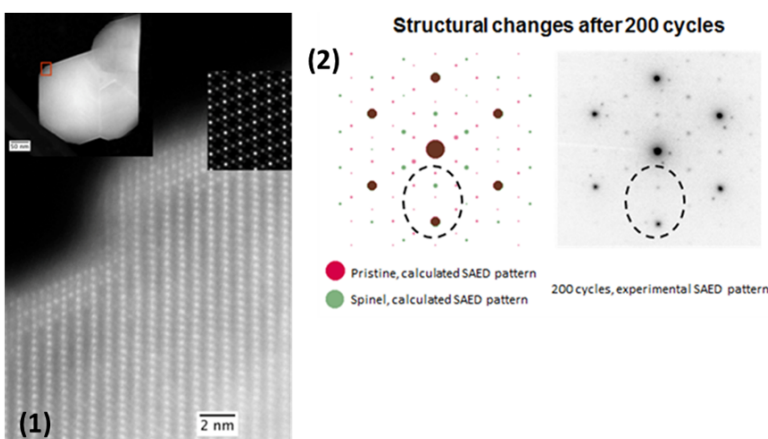 50 nm
(1)
2 nm
Structural changes after 200 cycles
(2)
Pristine, calculated SAED pattern
Spinel, calculated SAED pattern
200 cycles, experimental SAED pattern